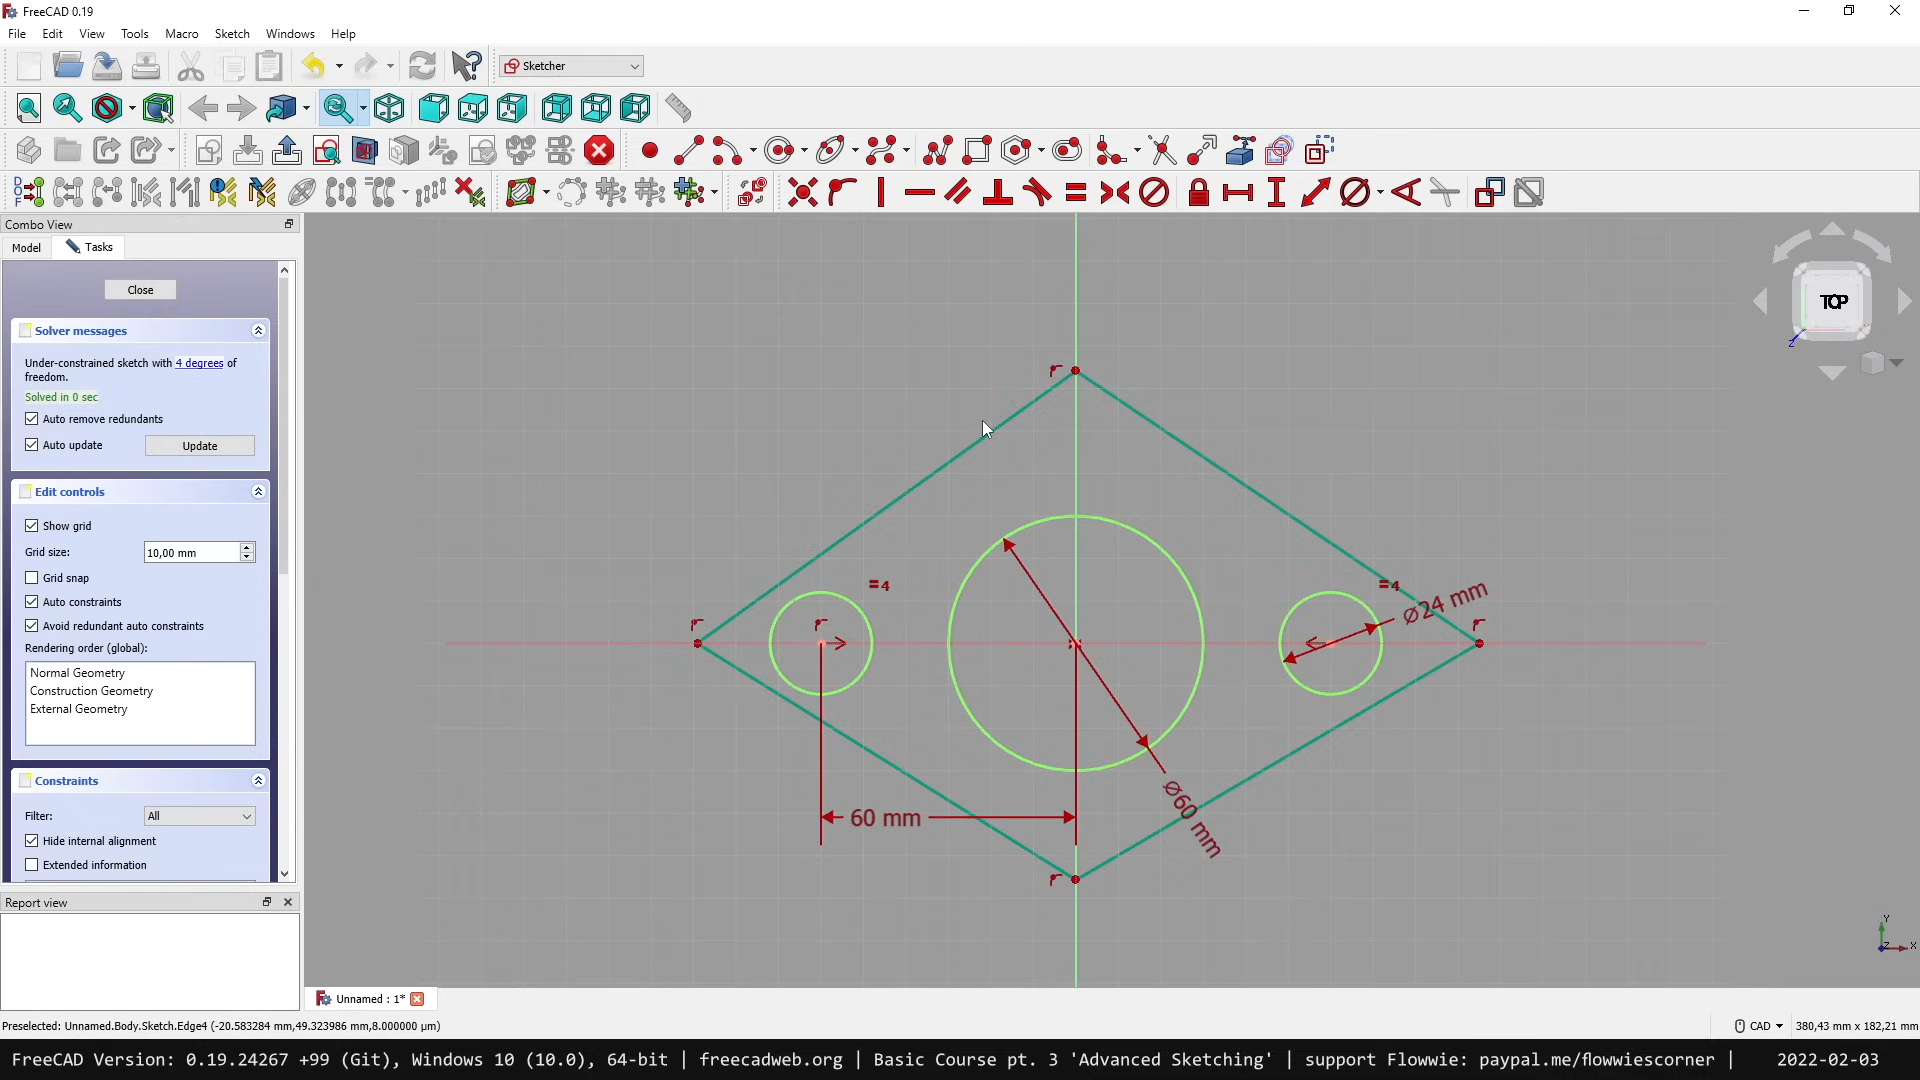 FreeCAD 0.19
File Edit View Tools Macro Sketch Windows Help
Sketcher
Combo View
Model Tasks
Close
Solver messages
Under-constrained sketch with 4 degrees of
freedom.
Solved in 0 sec
Auto remove redundants
Auto update Update
Edit controls
Show grid
Grid size: 10,00 mm
Grid snap
Auto constraints
Avoid redundant auto constraints
Rendering order (global):
Normal Geometry
Construction Geometry
External Geometry
Constraints
Filter: All
Hide internal alignment
Extended information
Report view
TOP
Z
=4
=4
⌀24 mm
60 mm
⌀60 mm
Y
Z X
Unnamed : 1*
Preselected: Unnamed.Body.Sketch.Edge4 (-20.583284 mm,49.323986 mm,8.000000 µm)
CAD 380,43 mm x 182,21 mm
FreeCAD Version: 0.19.24267 +99 (Git), Windows 10 (10.0), 64-bit | freecadweb.org | Basic Course pt. 3 'Advanced Sketching' | support Flowwie: paypal.me/flowwiescorner | 2022-02-03